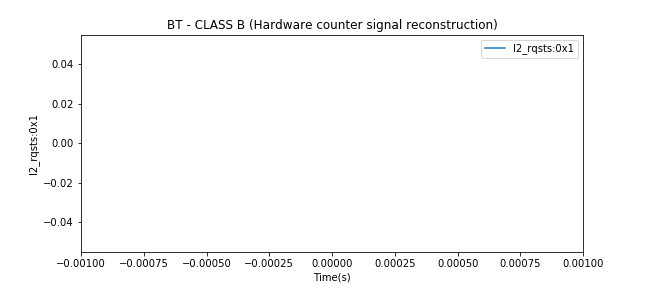 BT - CLASS B (Hardware counter signal reconstruction)
l2_rqsts:0x1
0.04
0.02
0.00
−0.02
−0.04
l2_rqsts:0x1
−0.00100 −0.00075 −0.00050 −0.00025 0.00000 0.00025 0.00050 0.00075 0.00100
Time(s)